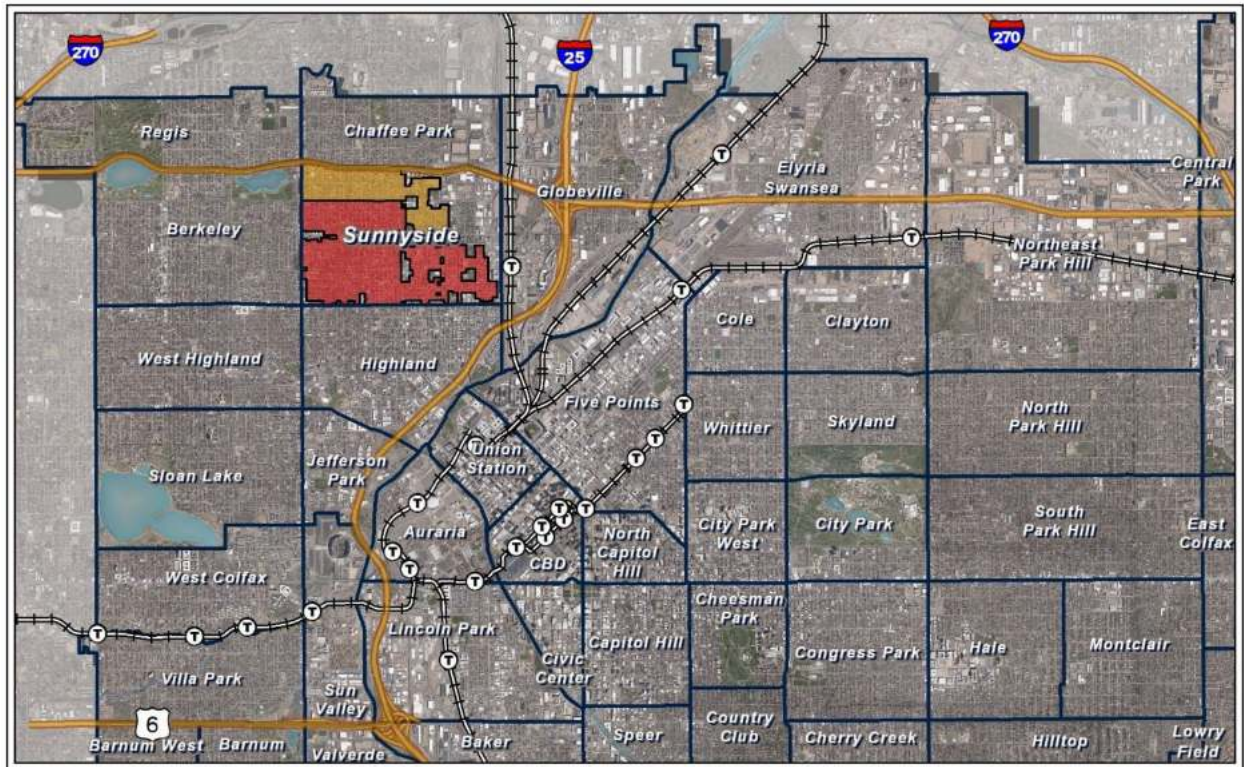 270
25
270
Regis
Chaffee Park
Central
Park
Globeville
Elyria
Swansea
Berkeley
Sunnyside
T
T
T
Northeast
Park Hill
T
West Highland
Highland
Cole
Clayton
Five Points
T
Whittier
Skyland
North
Park Hill
T
T
Union
Station
T
Sloan Lake
Jefferson
Park
T
T
T
T
T
T
T
T
Auraria
CBD
North
Capitol
Hill
City Park
West
City Park
South
Park Hill
East
Colfax
T
T
T
West Colfax
T
T
T
T
Lincoln Park
Cheesman
Park
Capitol Hill
Civic
Center
Congress Park
Hale
Montclair
T
Villa Park
Sun
Valley
6
Barnum West
Barnum
Valverde
Baker
Speer
Country
Club
Cherry Creek
Hilltop
Lowry
Field